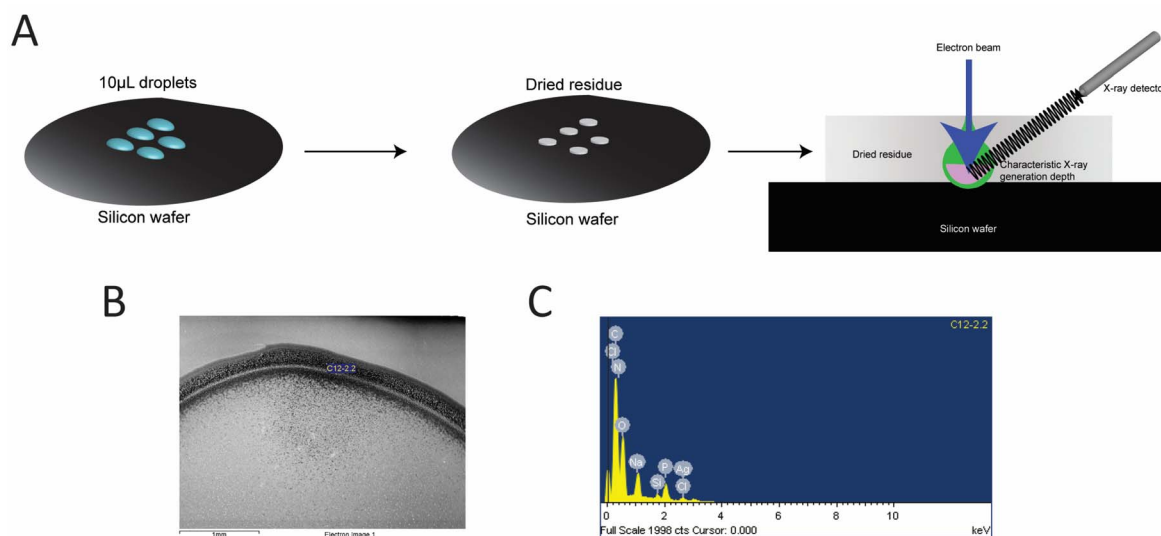 A
10µL droplets
Silicon wafer
Dried residue
Silicon wafer
Electron beam
X-ray detecto
Dried residue
Characteristic X-ray
generation depth
Silicon wafer
B
C12-2.2
1mm
Electron Image 1
C
C12-2.2
C
Cl
N
O
Na
Si
P
Ag
Cl
0 2 4 6 8 10
Full Scale 1998 cts Cursor: 0.000 keV